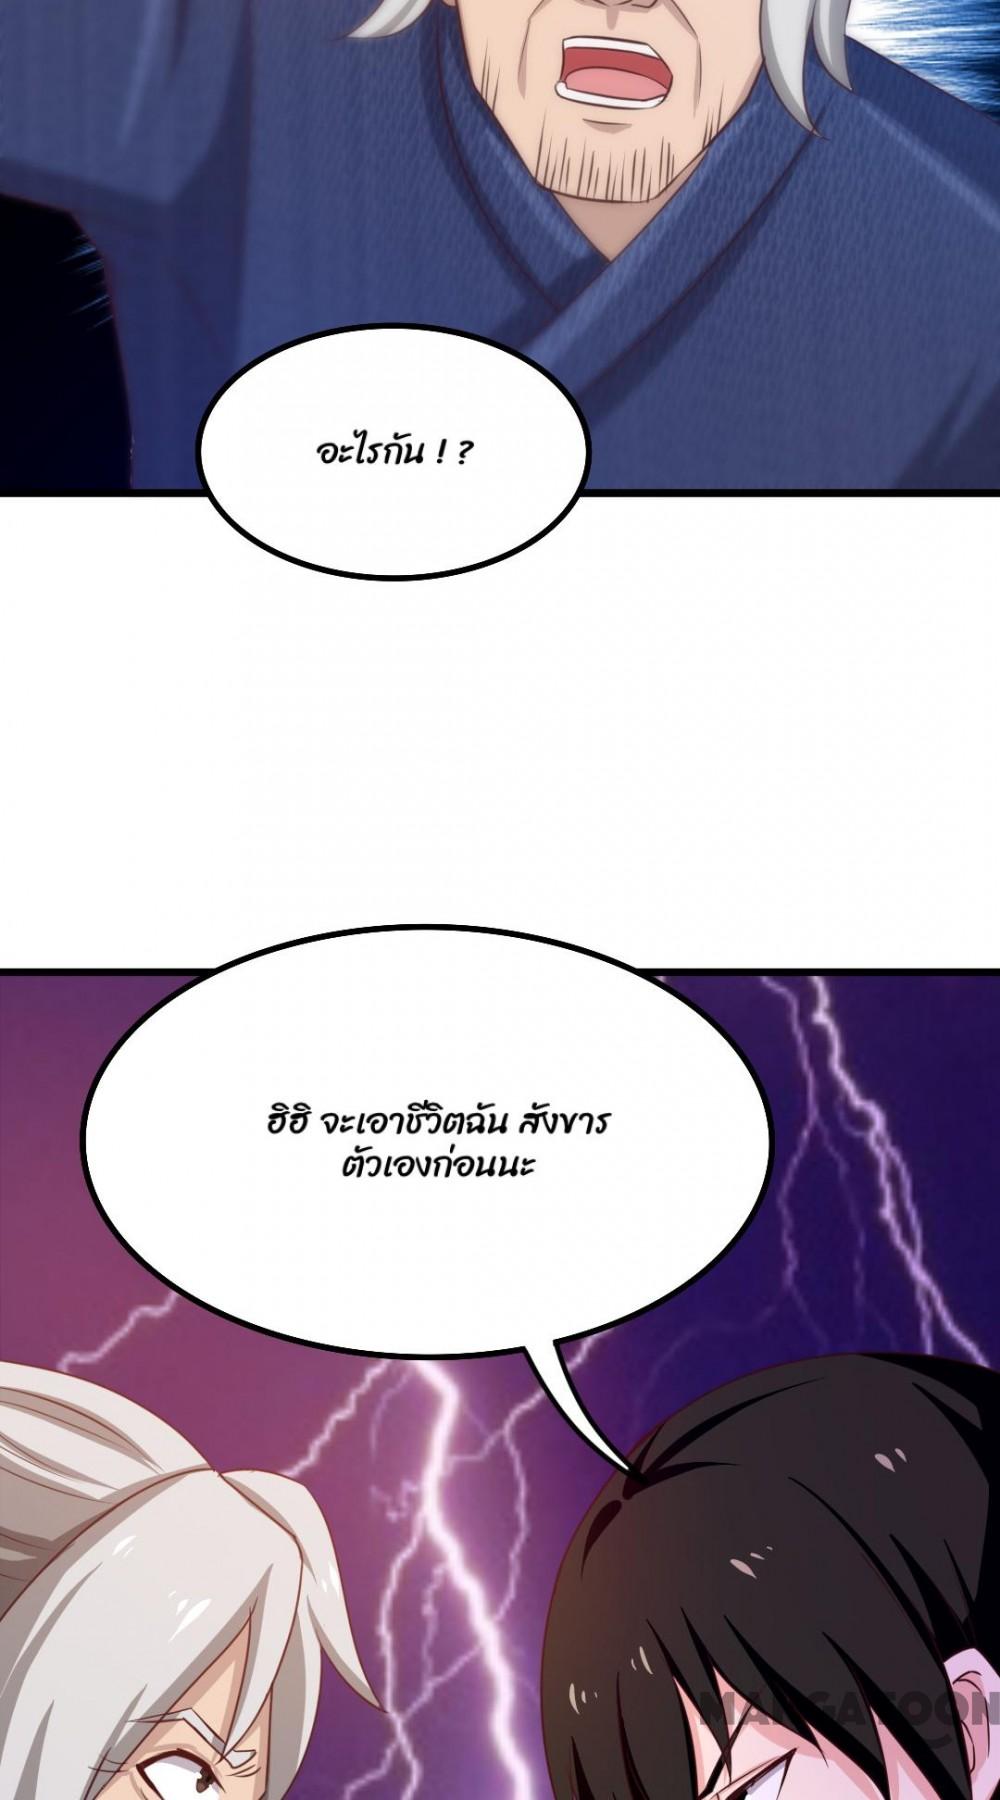 อะไรกัน ! ?
ฮิฮิ จะเอาชีวิตฉัน สังขาร
ตัวเองก่อนนะ
MANGATOON